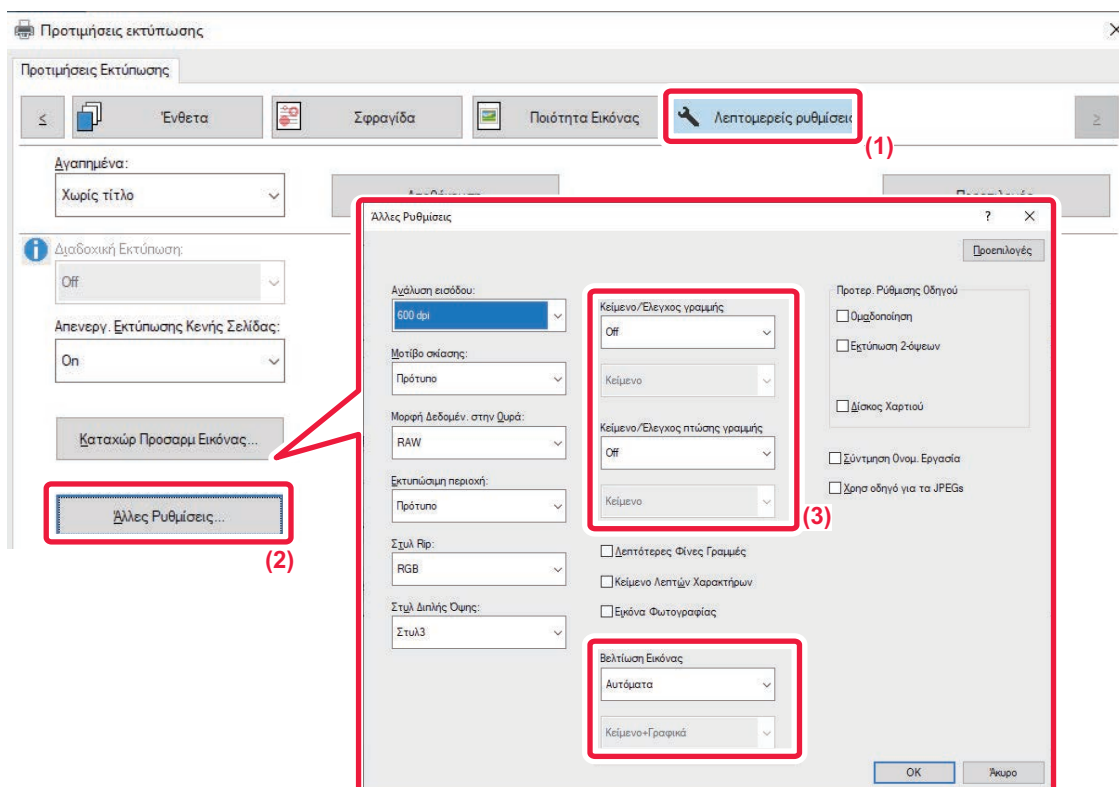 Προτιμήσεις εκτύπωσης
Προτιμήσεις Εκτύπωσης
< Ένθετα Σφραγίδα Ποιότητα Εικόνας Λεπτομερείς ρυθμίσεις >
(1)
Αγαπημένα:
Χωρίς τίτλο
Διαδοχική Εκτύπωση:
Off
Απενεργ. Εκτύπωσης Κενής Σελίδας:
On
Καταχώρ Προσαρμ Εικόνας...
Άλλες Ρυθμίσεις...
(2)
Άλλες Ρυθμίσεις
?
Προεπιλογές
Ανάλυση εισόδου:
600 dpi
Μοτίβο σκίασης:
Πρότυπο
Μορφή Δεδομέν. στην Ουρά:
RAW
Εκτυπώσιμη περιοχή:
Πρότυπο
Στυλ Rip:
RGB
Στυλ Διπλής Όψης:
Στυλ3
Κείμενο/Έλεγχος γραμμής
Off
Κείμενο
Κείμενο/Έλεγχος πτώσης γραμμής
Off
Κείμενο
(3)
Λεπτότερες Φίνες Γραμμές
Κείμενο Λεπτών Χαρακτήρων
Εικόνα Φωτογραφίας
Βελτίωση Εικόνας
Αυτόματα
Κείμενο+Γραφικά
Προτερ. Ρύθμισης Οδηγού
Ομαδοποίηση
Εκτύπωση 2-όψεων
Δίσκος Χαρτιού
Σύντμηση Ονομ. Εργασία
Χρησ οδηγό για τα JPEGs
OK
Άκυρο